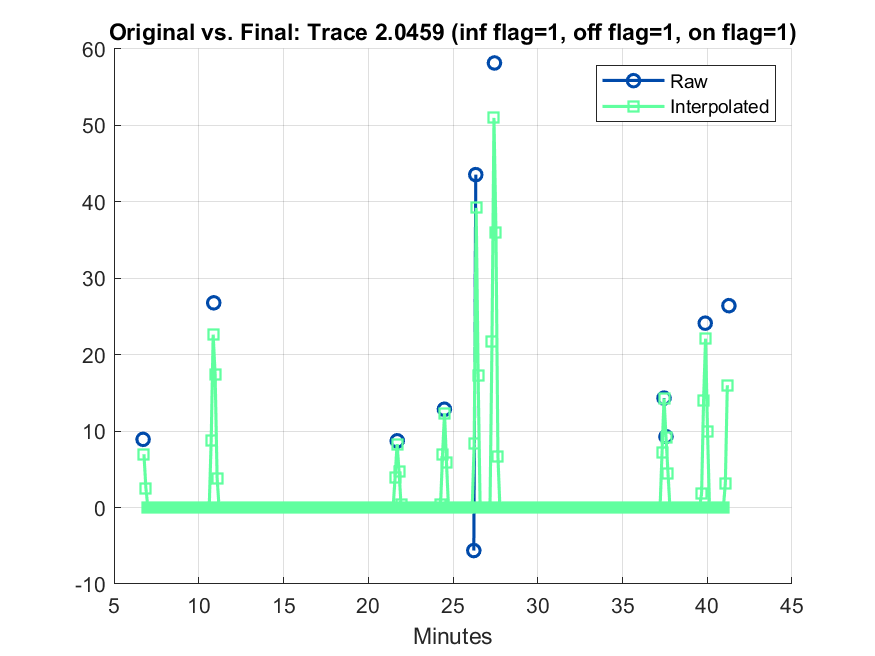 Original vs. Final: Trace 2.0459 (inf flag=1, off flag=1, on flag=1)
60
50
40
30
20
10
0
-10
Raw
Interpolated
5 10 15 20 25 30 35 40 45
Minutes